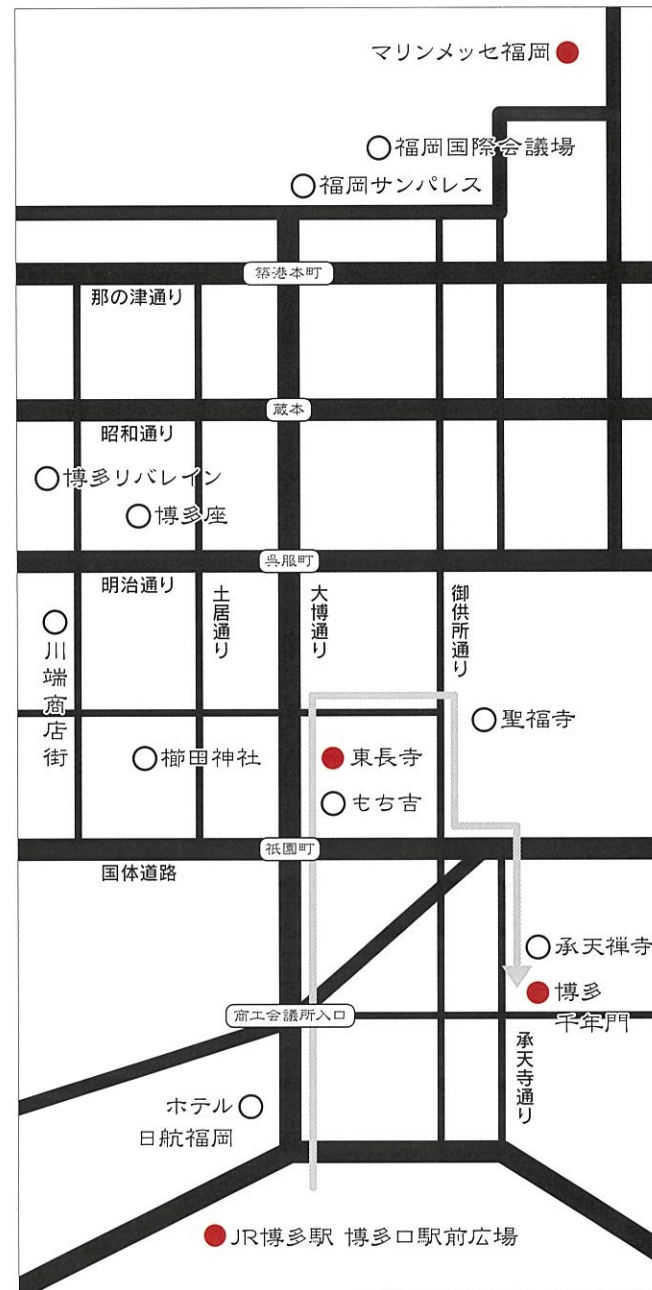 マリンメッセ福岡
福岡国際会議場
福岡サンパレス
築港本町
那の津通り
蔵本
昭和通り
博多リバレイン
博多座
呉服町
明治通り
土居通り
大博通り
御供所通り
川端商店街
聖福寺
櫛田神社
東長寺
もち吉
祇園町
国体道路
承天禅寺
博多
千年門
商工会議所入口
承天寺通り
ホテル
日航福岡
JR博多駅 博多口駅前広場